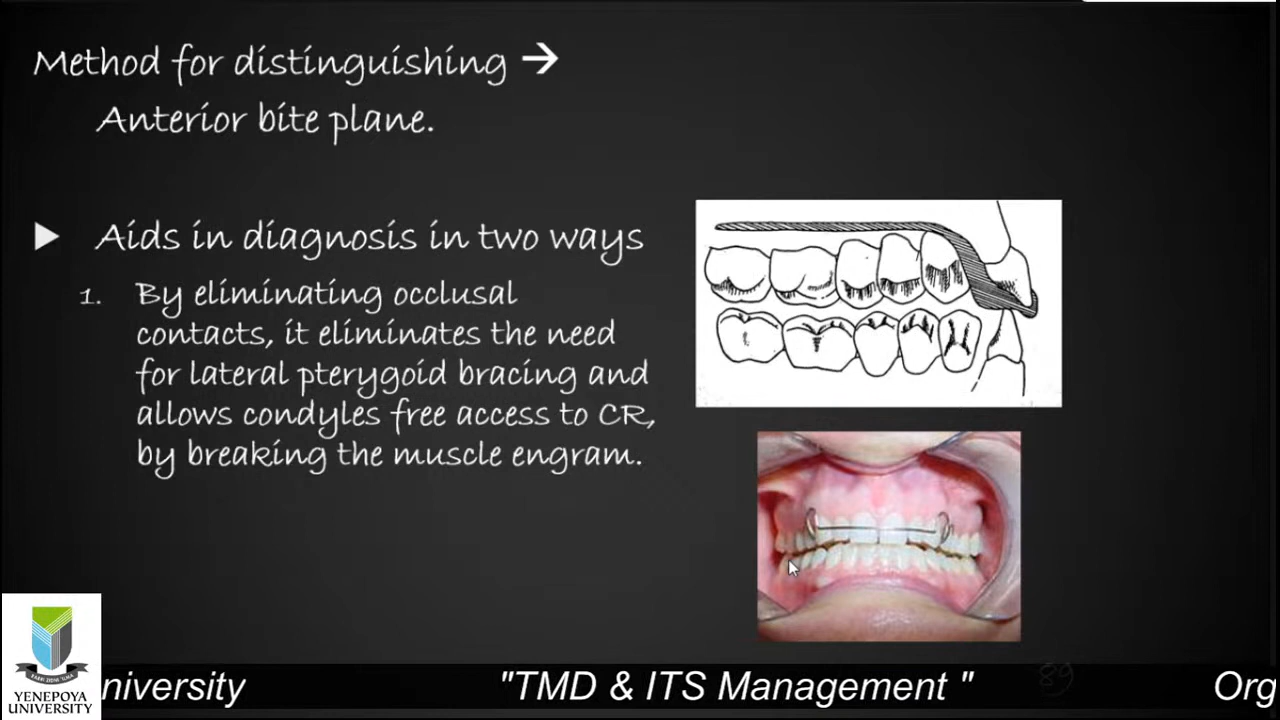 Method for distinguishing →
Anterior bite plane.
▶ Aids in diagnosis in two ways
1. By eliminating occlusal
contacts, it eliminates the need
for lateral pterygoid bracing and
allows condyles free access to CR,
by breaking the muscle engram.
YENEPOYA
UNIVERSITY
niversity "TMD & ITS Management " 89 Org